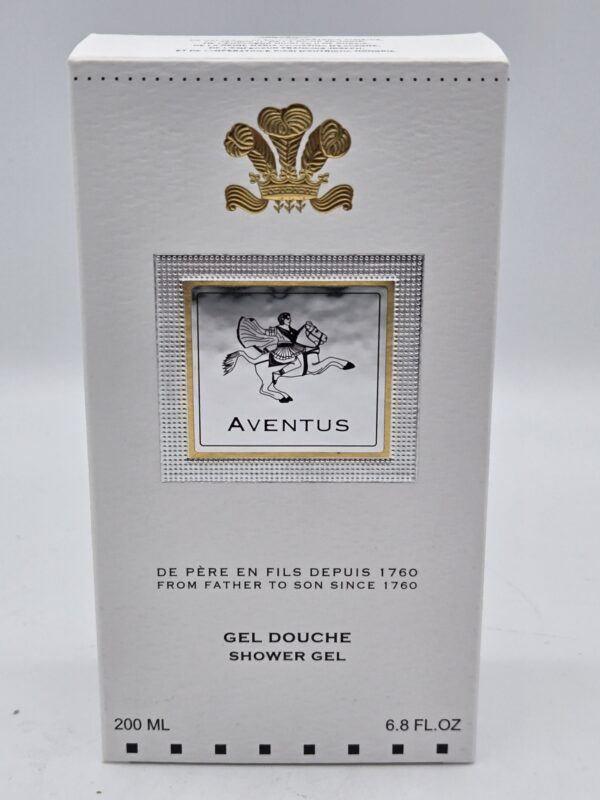 AVENTUS
DE PÈRE EN FILS DEPUIS 1760
FROM FATHER TO SON SINCE 1760
GEL DOUCHE
SHOWER GEL
200 ML
6.8 FL.OZ